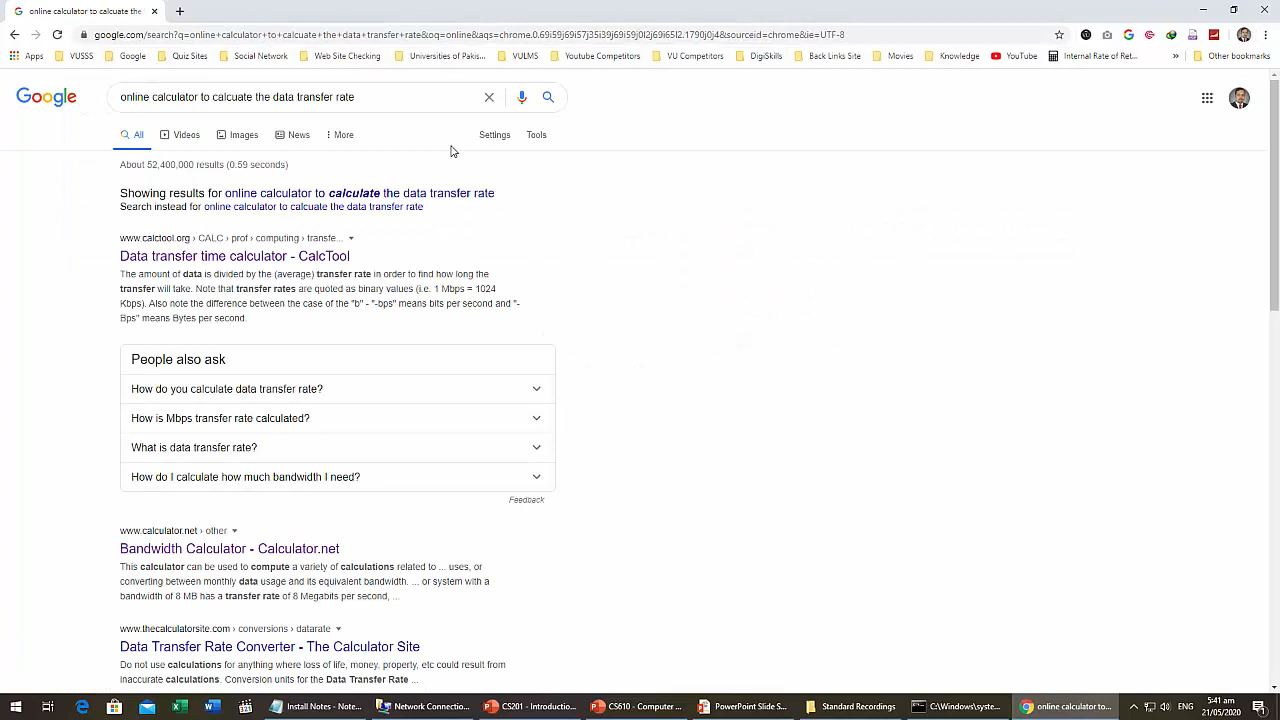 online calculator to calcuate the
google.com/search?q=online+calculator+to+calcuate+the+data+transfer+rate&oq=online&aqs=chrome.0.69i59j69i57j35i39j69i59j0l2j69i65l2.1790j0j4&sourceid=chrome&ie=UTF-8
Apps VUSSS Google Quiz Sites Social Network Web Site Checking Universities of Pakis... VULMS Youtube Competitors VU Competitors DigiSkills Back Links Site Movies Knowledge YouTube Internal Rate of Ret... » Other bookmarks
Google
online calculator to calcuate the data transfer rate
All Videos Images News More Settings Tools
About 52,400,000 results (0.59 seconds)
Showing results for online calculator to calculate the data transfer rate
Search instead for online calculator to calcuate the data transfer rate
www.calctool.org › CALC › prof › computing › transfe...
Data transfer time calculator - CalcTool
The amount of data is divided by the (average) transfer rate in order to find how long the
transfer will take. Note that transfer rates are quoted as binary values (i.e. 1 Mbps = 1024
Kbps). Also note the difference between the case of the "b" - "-bps" means bits per second and "-
Bps" means Bytes per second.
People also ask
How do you calculate data transfer rate?
How is Mbps transfer rate calculated?
What is data transfer rate?
How do I calculate how much bandwidth I need?
Feedback
www.calculator.net › other
Bandwidth Calculator - Calculator.net
This calculator can be used to compute a variety of calculations related to ... uses, or
converting between monthly data usage and its equivalent bandwidth. ... or system with a
bandwidth of 8 MB has a transfer rate of 8 Megabits per second, ...
www.thecalculatorsite.com › conversions › datarate
Data Transfer Rate Converter - The Calculator Site
Do not use calculations for anything where loss of life, money, property, etc could result from
inaccurate calculations. Conversion units for the Data Transfer Rate ...
Install Notes - Note... Network Connectio... CS201 - Introductio... CS610 - Computer ... PowerPoint Slide S... Standard Recordings C:\Windows\syste... online calculator to... ENG
5:41 am
21/05/2020